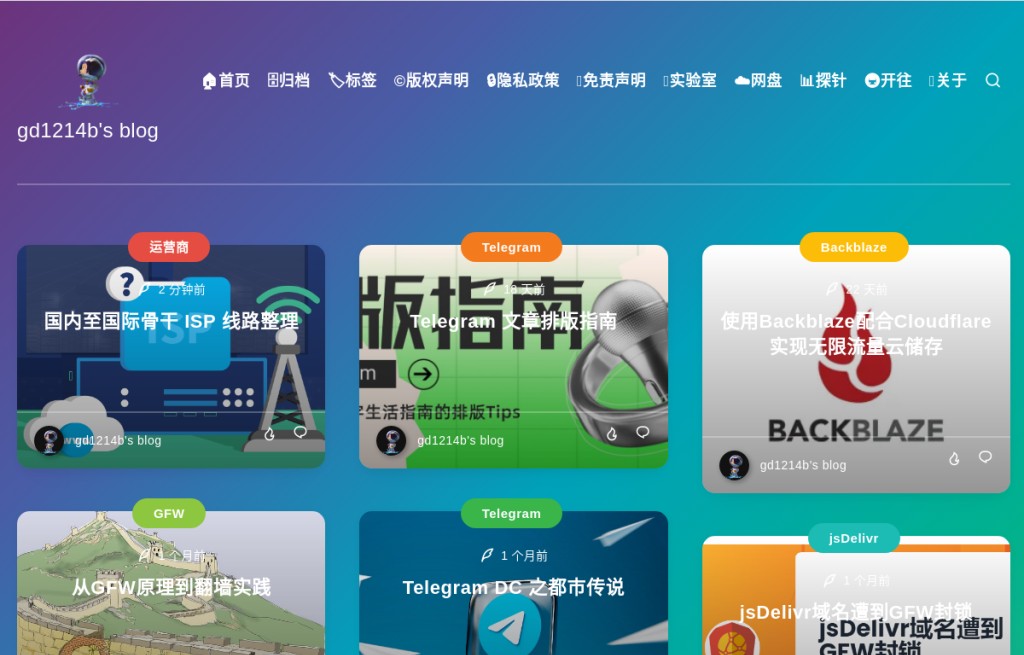 首页 归档 标签 ©版权声明 隐私政策 免责声明 实验室 网盘 探针 开往 关于
gd1214b's blog
运营商
2 分钟前
国内至国际骨干 ISP 线路整理
ISP
gd1214b's blog
Telegram
18 天前
Telegram 文章排版指南
版指南
生活指南的排版Tips
gd1214b's blog
Backblaze
22 天前
使用Backblaze配合Cloudflare
实现无限流量云储存
BACKBLAZE
gd1214b's blog
GFW
1 个月前
从GFW原理到翻墙实践
Telegram
1 个月前
Telegram DC 之都市传说
jsDelivr
1 个月前
jsDelivr域名遭到GFW封锁
jsDelivr域名遭到
GFW封锁